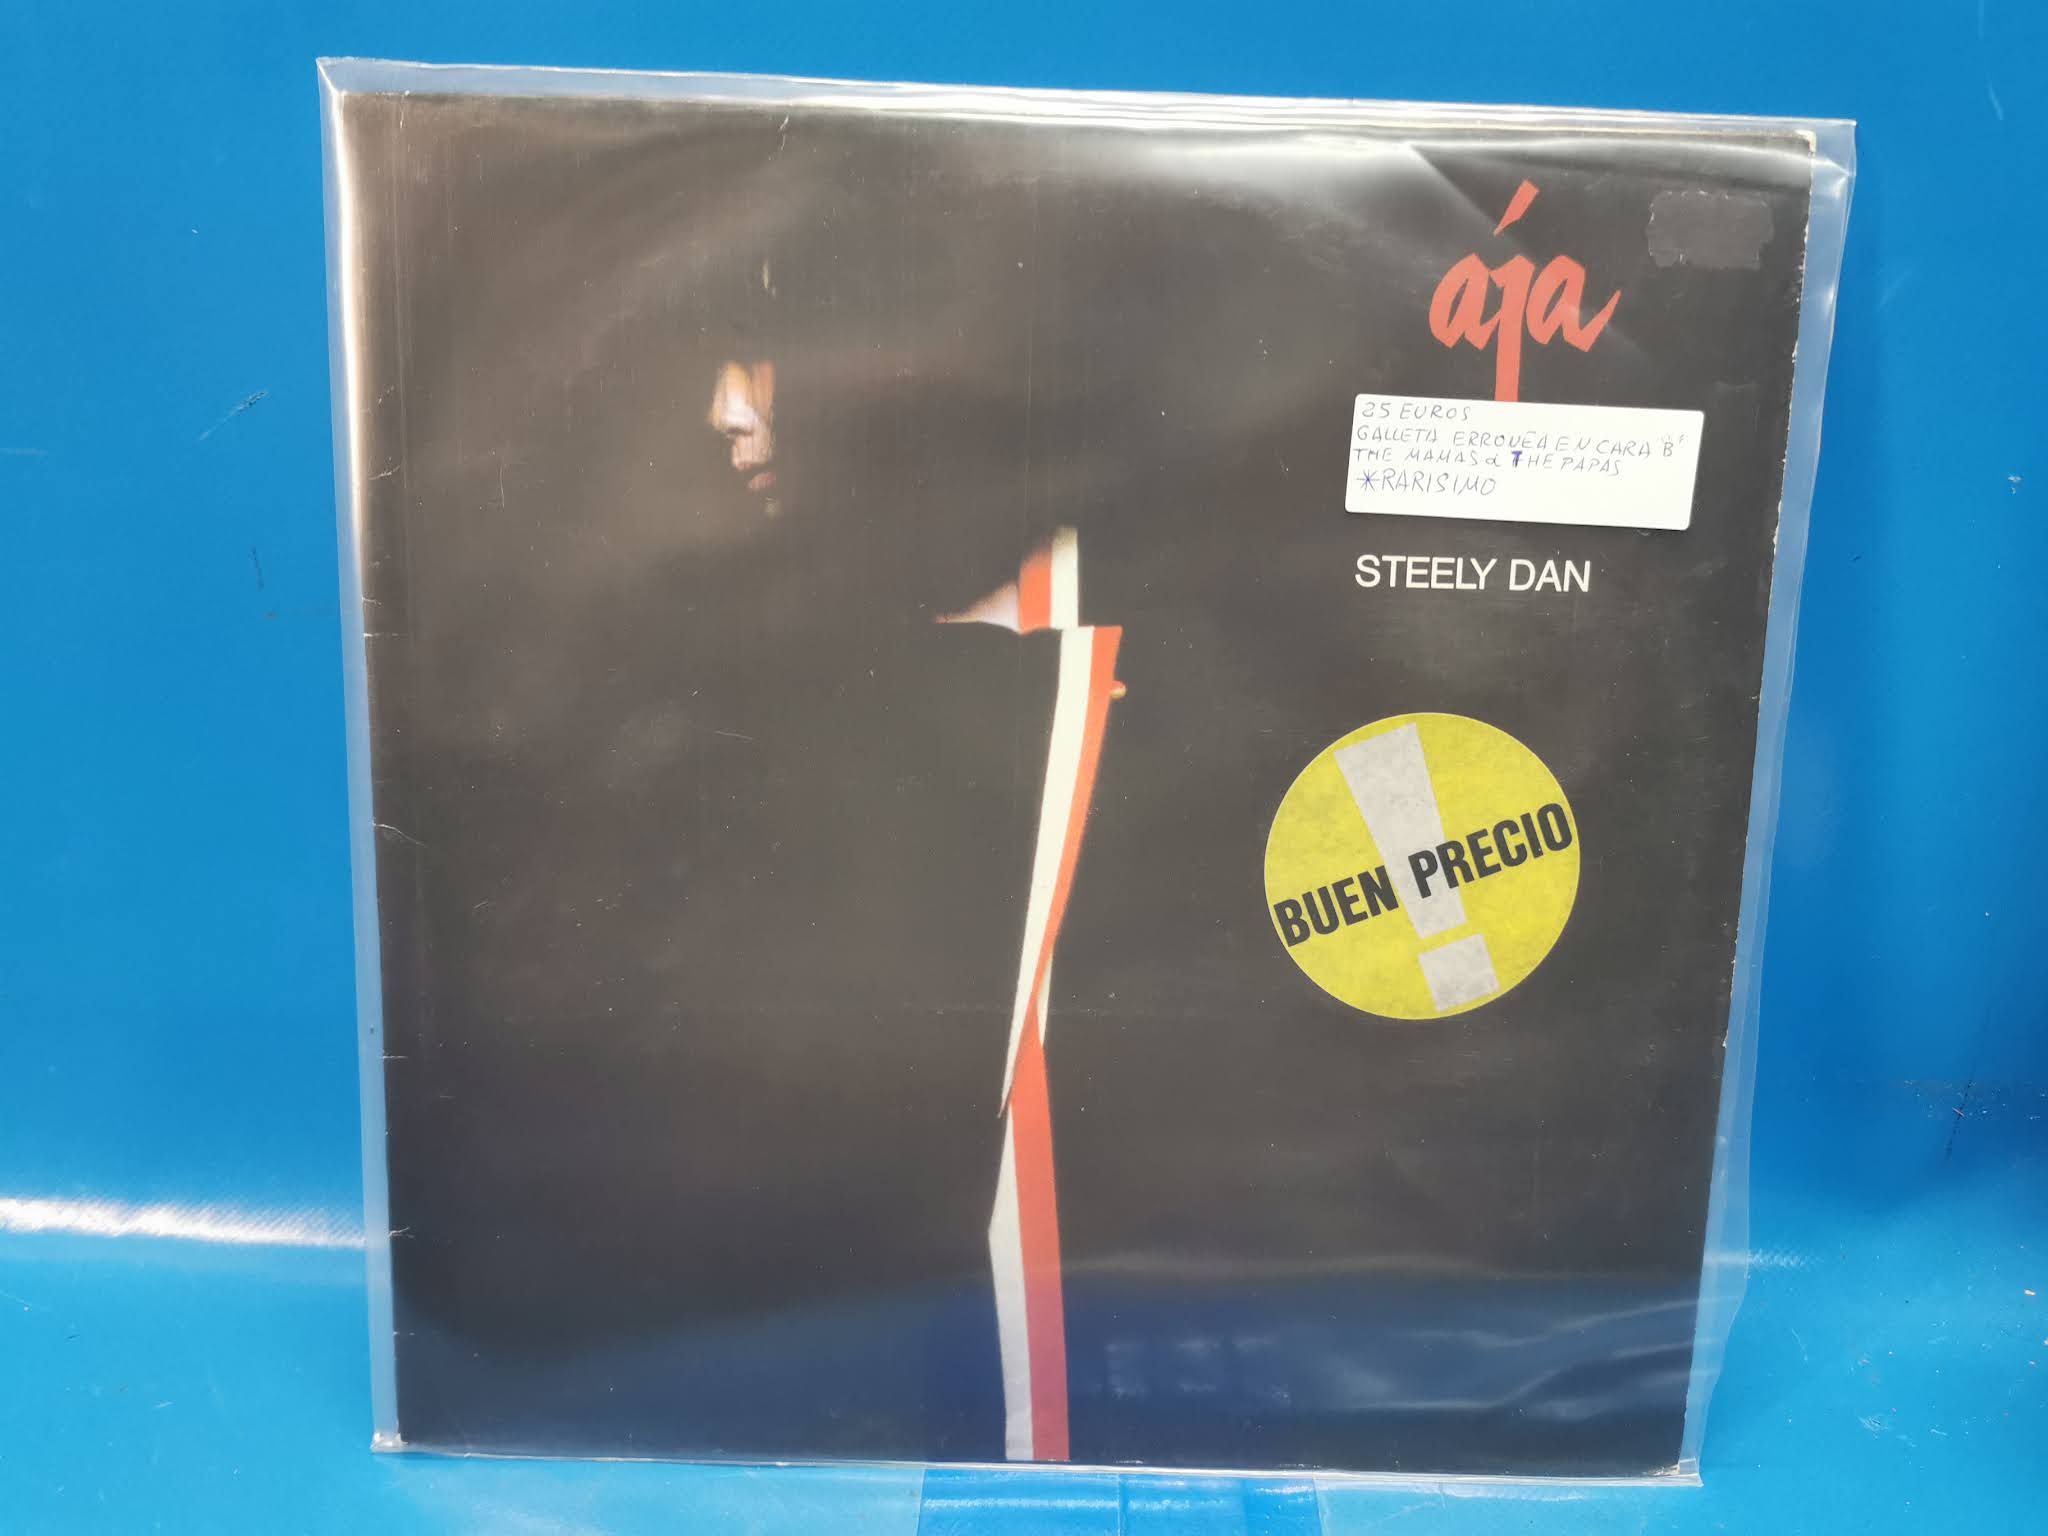 aja
25 EUROS
GALLETA ERRONEA EN CARA "B"
THE MAMAS & THE PAPAS
*RARISIMO
STEELY DAN
BUEN PRECIO
!